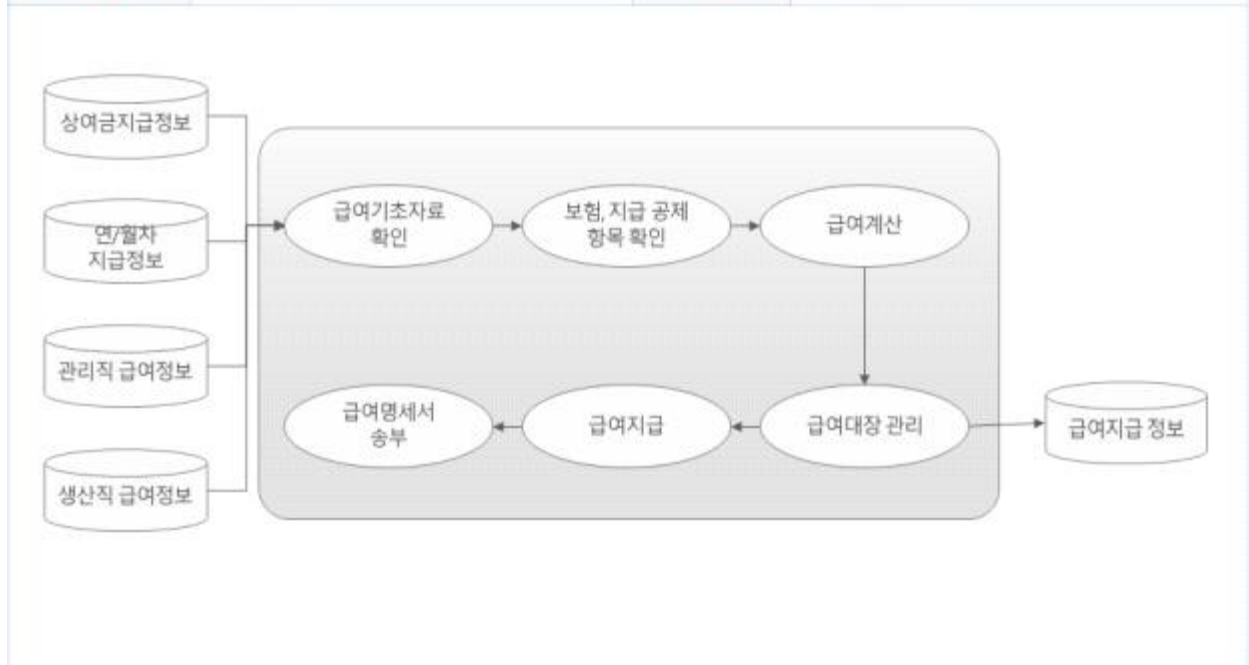 상여금지급정보
연/월차
지급정보
관리직 급여정보
생산직 급여정보
급여기초자료
확인
보험, 지급 공제
항목 확인
급여계산
급여명세서
송부
급여지급
급여대장 관리
급여지급 정보